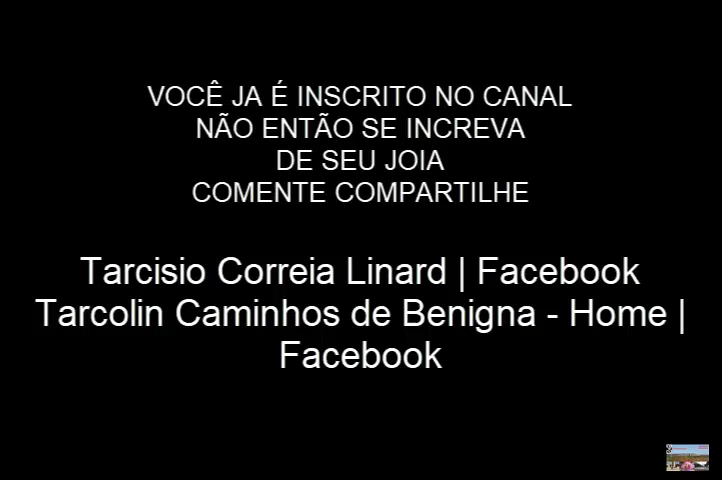 VOCÊ JA É INSCRITO NO CANAL
NÃO ENTÃO SE INCREVA
DE SEU JOIA
COMENTE COMPARTILHE
Tarcisio Correia Linard | Facebook
Tarcolin Caminhos de Benigna - Home |
Facebook